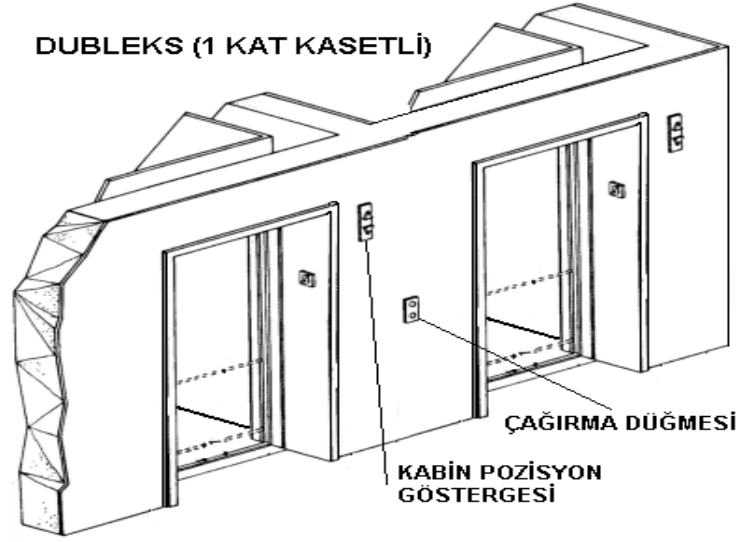 DUBLEKS (1 KAT KASETLİ)
ÇAĞIRMA DÜĞMESİ
KABİN POZİSYON
GÖSTERGESİ